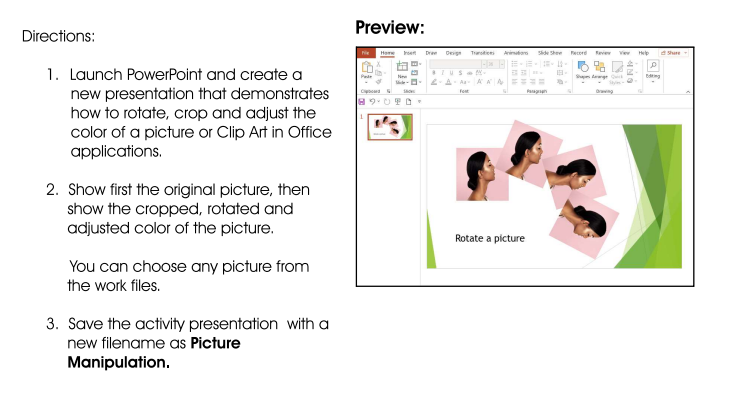 Directions:
1. Launch PowerPoint and create a
new presentation that demonstrates
how to rotate, crop and adjust the
color of a picture or Clip Art in Office
applications.
2. Show first the original picture, then
show the cropped, rotated and
adjusted color of the picture.
You can choose any picture from
the work files.
3. Save the activity presentation with a
new filename as Picture
Manipulation.
Preview:
File Home Insert Draw Design Transitions Animations Slide Show Record Review View Help Share
Paste New Slide Shapes Arrange Quick Styles Editing
Clipboard Slides Font Paragraph Drawing
1
Rotate a picture